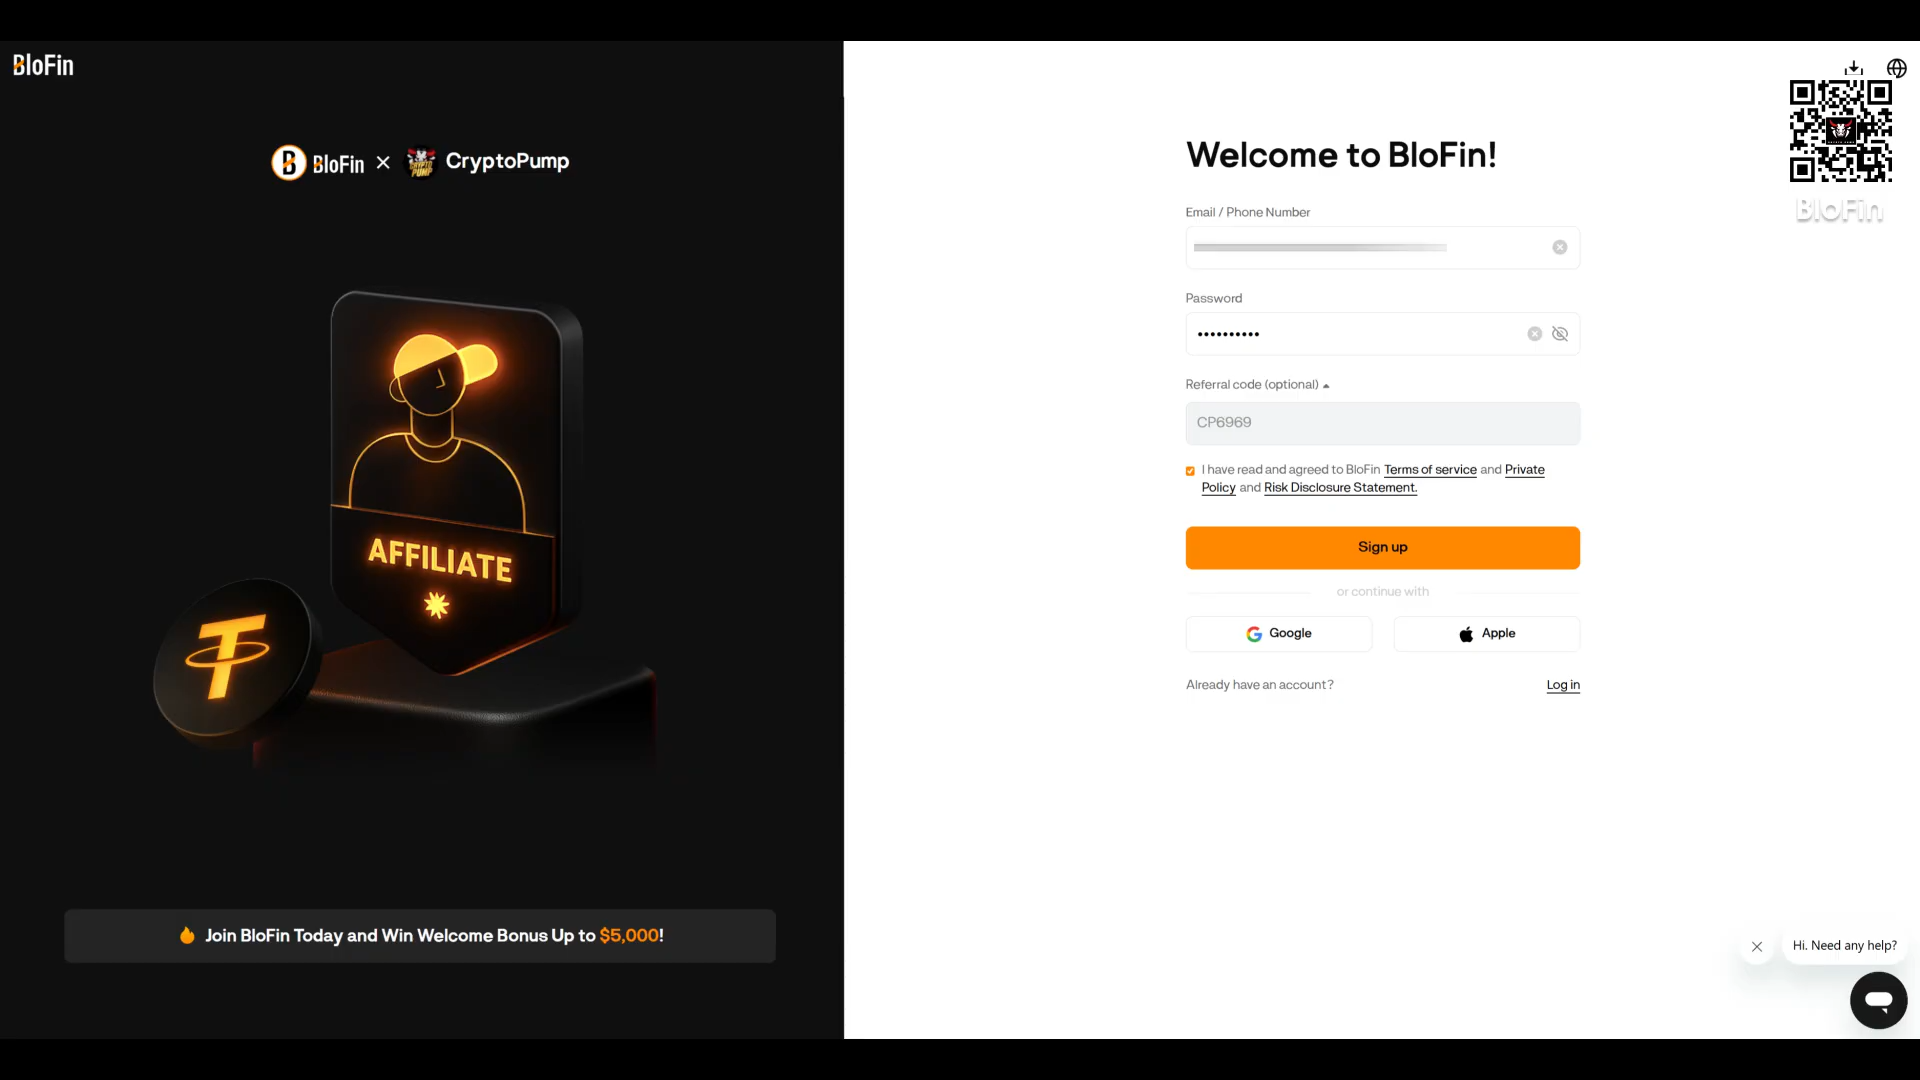 BloFin
BloFin × CryptoPump
AFFILIATE
Join BloFin Today and Win Welcome Bonus Up to $5,000!
Welcome to BloFin!
Email / Phone Number
Password
••••••••••
Referral code (optional)
CP6969
I have read and agreed to BloFin Terms of service and Private
Policy and Risk Disclosure Statement.
Sign up
or continue with
Google
Apple
Already have an account?
Log in
BloFin
Hi. Need any help?